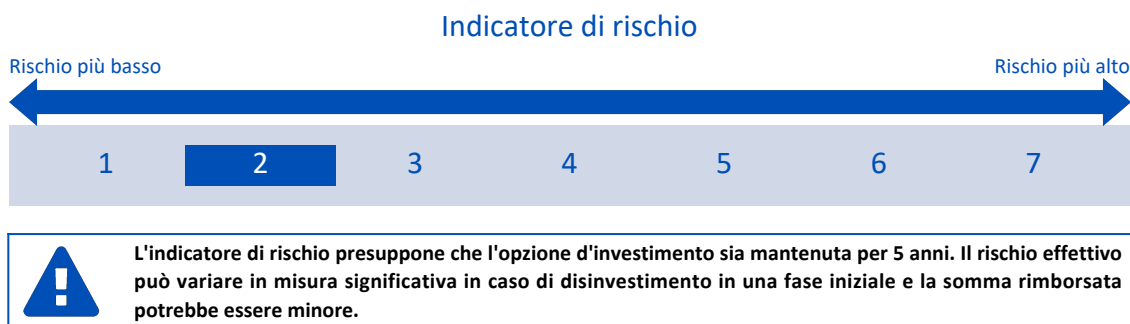 Indicatore di rischio
Rischio più basso
Rischio più alto
1 2 3 4 5 6 7
L'indicatore di rischio presuppone che l'opzione d'investimento sia mantenuta per 5 anni. Il rischio effettivo
può variare in misura significativa in caso di disinvestimento in una fase iniziale e la somma rimborsata
potrebbe essere minore.